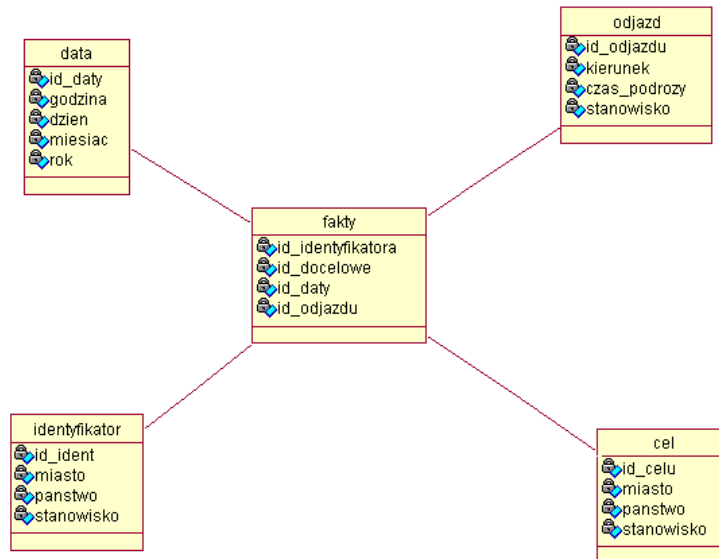 data
id_daty
godzina
dzien
miesiac
rok
odjazd
id_odjazdu
kierunek
czas_podrozy
stanowisko
fakty
id_identyfikatora
id_docelowe
id_daty
id_odjazdu
identyfikator
id_ident
miasto
panstwo
stanowisko
cel
id_celu
miasto
panstwo
stanowisko